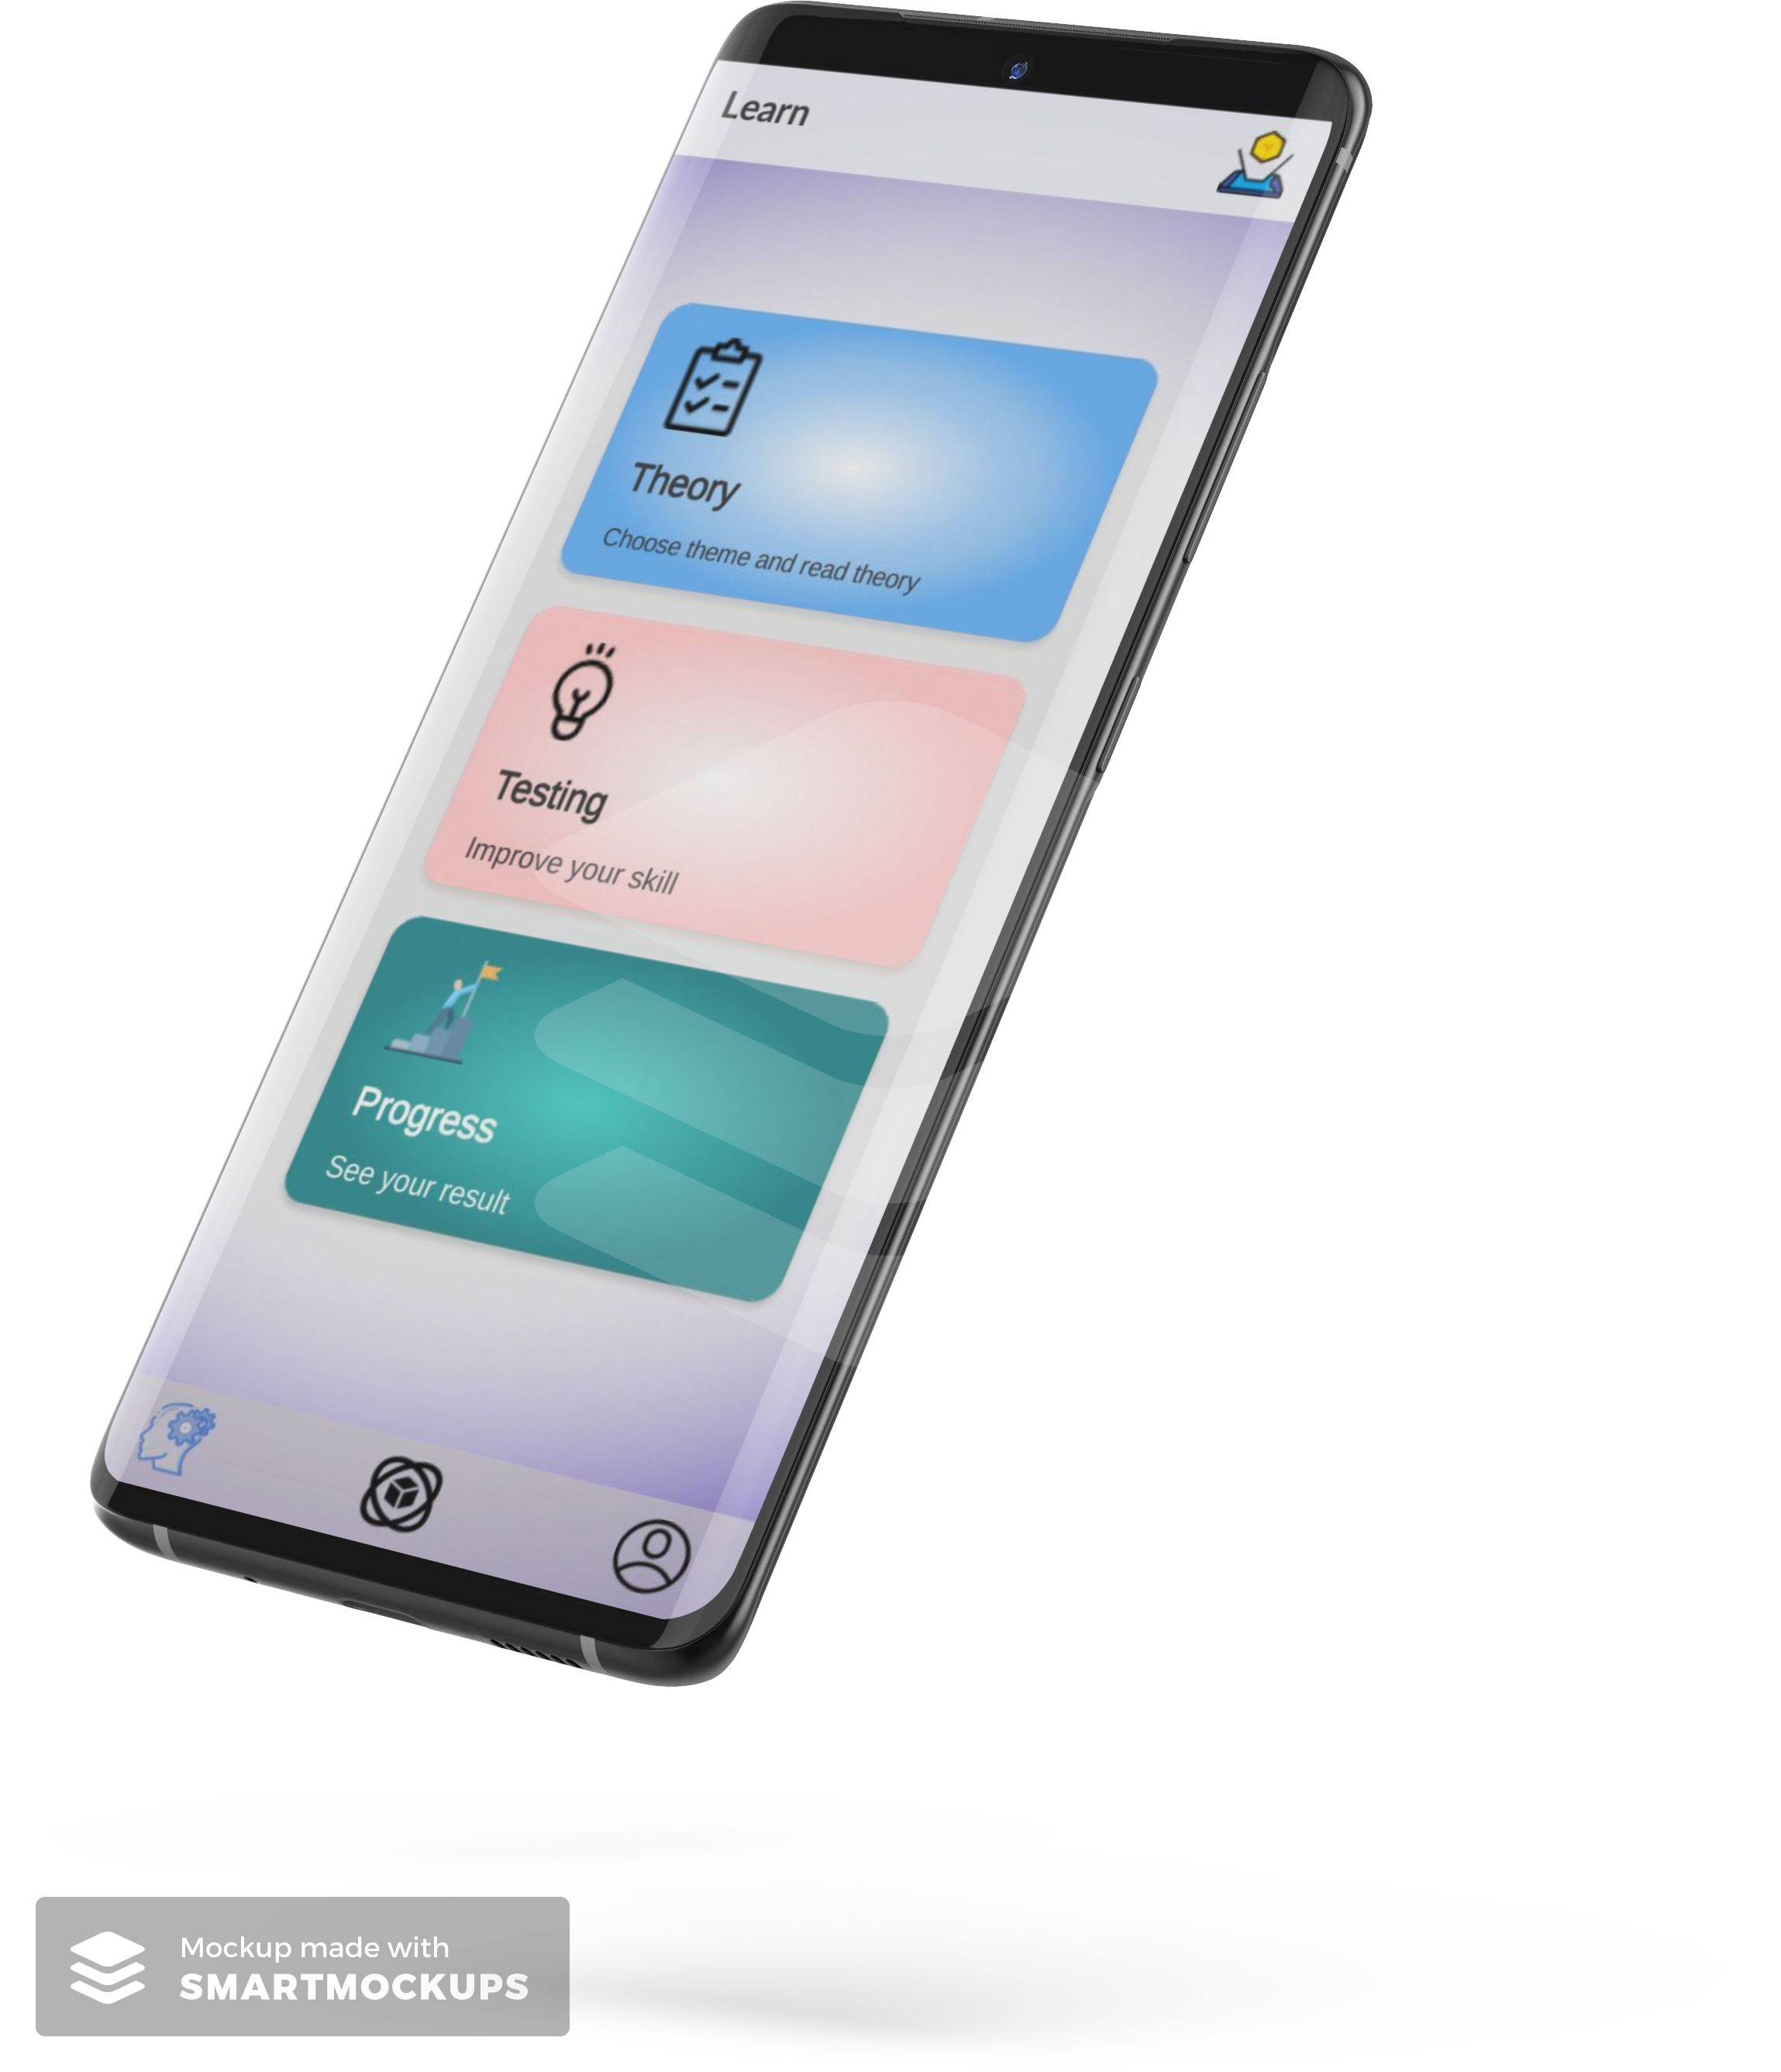 Learn
Theory
Choose theme and read theory
Testing
Improve your skill
Progress
See your result
Mockup made with
SMARTMOCKUPS